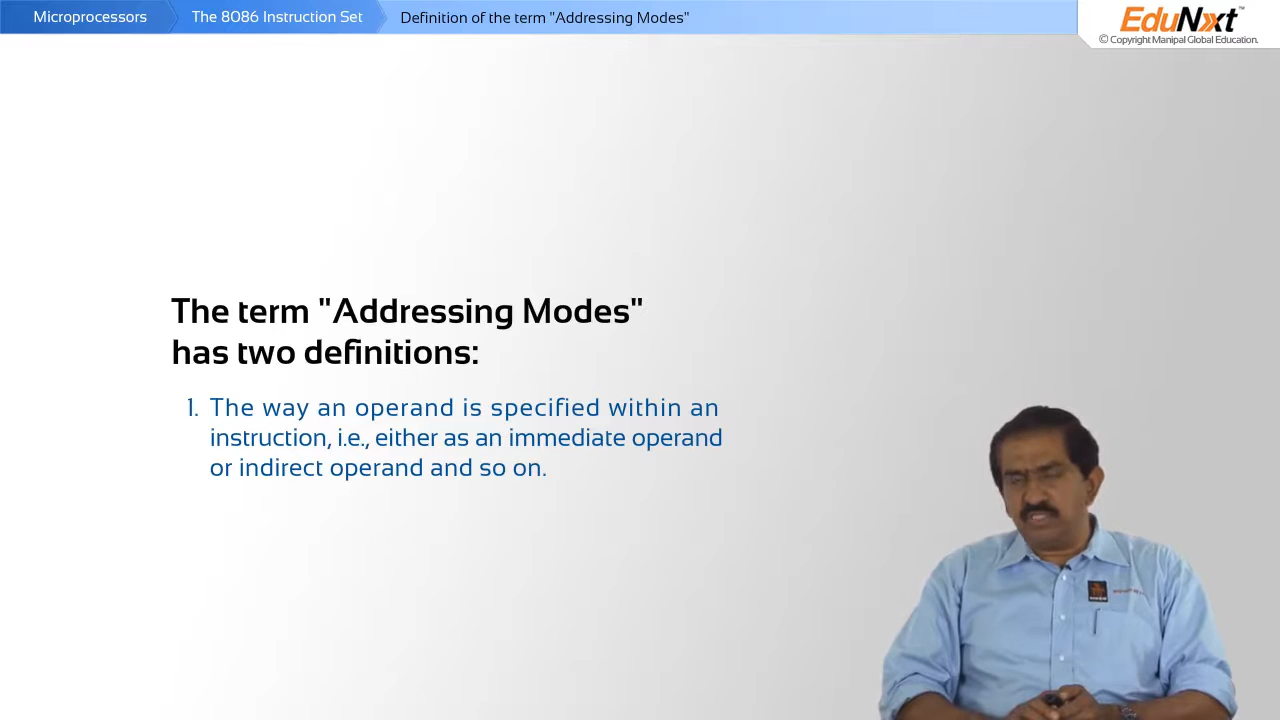 Microprocessors
The 8086 Instruction Set
Definition of the term "Addressing Modes"
EduNxt™
© Copyright Manipal Global Education.
The term "Addressing Modes"
has two definitions:
1. The way an operand is specified within an
instruction, i.e., either as an immediate operand
or indirect operand and so on.